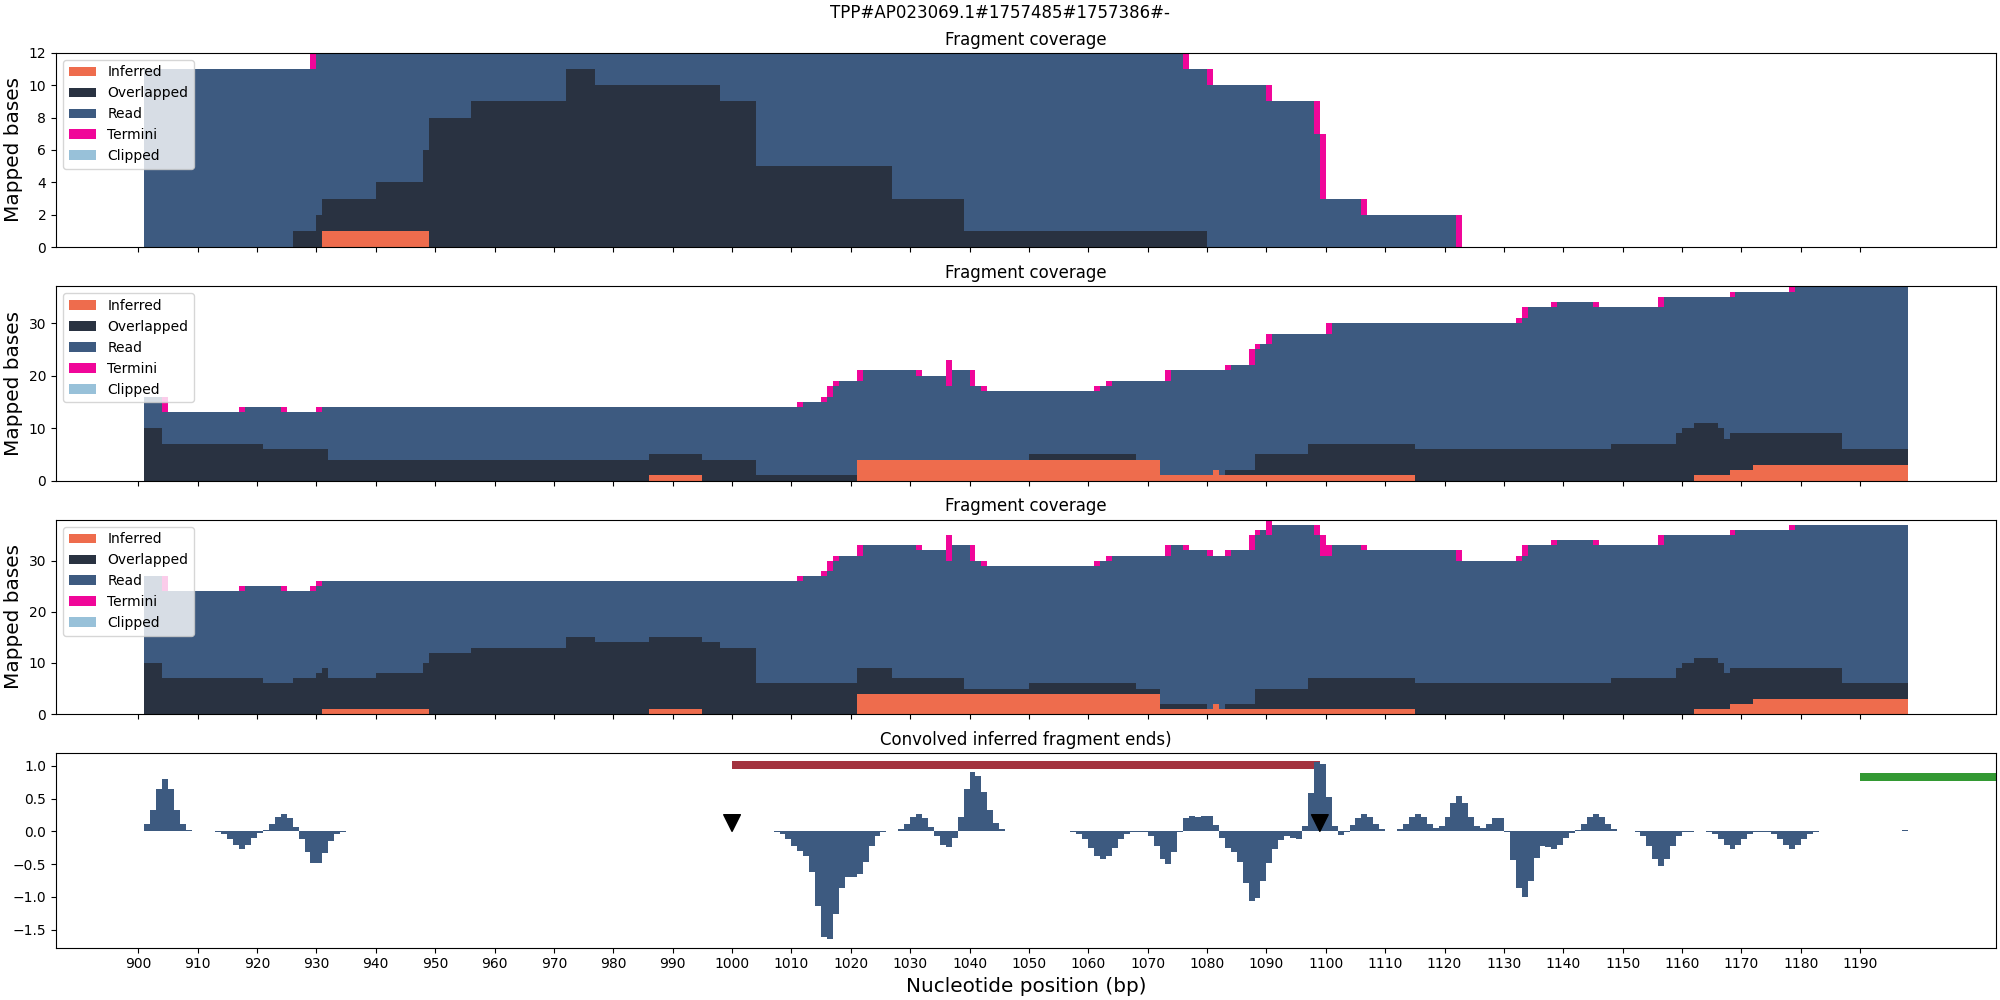 TPP#AP023069.1#1757485#1757386#-
Fragment coverage
Mapped bases
12
10
8
6
4
2
0
Inferred
Overlapped
Read
Termini
Clipped
Fragment coverage
Mapped bases
30
20
10
0
Inferred
Overlapped
Read
Termini
Clipped
Fragment coverage
Mapped bases
30
20
10
0
Inferred
Overlapped
Read
Termini
Clipped
Convolved inferred fragment ends)
1.0
0.5
0.0
−0.5
−1.0
−1.5
900 910 920 930 940 950 960 970 980 990 1000 1010 1020 1030 1040 1050 1060 1070 1080 1090 1100 1110 1120 1130 1140 1150 1160 1170 1180 1190
Nucleotide position (bp)